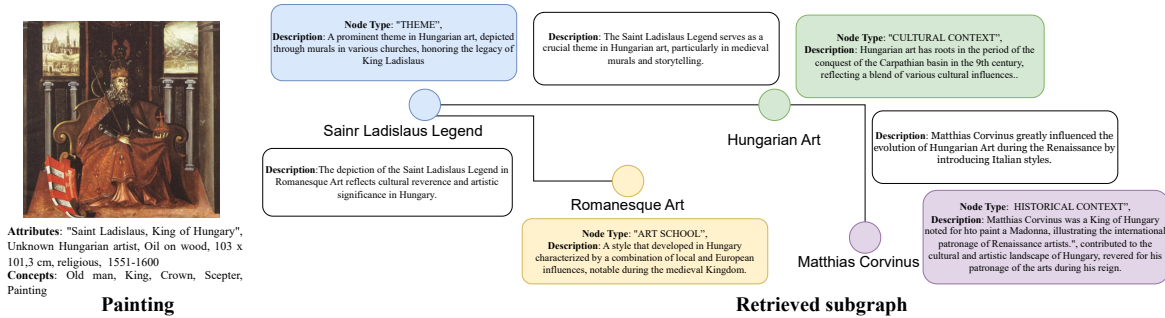 Node Type: "THEME",
Description: A prominent theme in Hungarian art, depicted
through murals in various churches, honoring the legacy of
King Ladislaus
Description: The Saint Ladislaus Legend serves as a
crucial theme in Hungarian art, particularly in medieval
murals and storytelling.
Node Type: "CULTURAL CONTEXT",
Description: Hungarian art has roots in the period of the
conquest of the Carpathian basin in the 9th century,
reflecting a blend of various cultural influences..
Sainr Ladislaus Legend
Hungarian Art
Description:The depiction of the Saint Ladislaus Legend in
Romanesque Art reflects cultural reverence and artistic
significance in Hungary.
Description: Matthias Corvinus greatly influenced the
evolution of Hungarian Art during the Renaissance by
introducing Italian styles.
Romanesque Art
Node Type: "ART SCHOOL",
Description: A style that developed in Hungary
characterized by a combination of local and European
influences, notable during the medieval Kingdom.
Matthias Corvinus
Node Type: HISTORICAL CONTEXT",
Description: Matthias Corvinus was a King of Hungary
noted for hto paint a Madonna, illustrating the international
patronage of Renaissance artists.", contributed to the
cultural and artistic landscape of Hungary, revered for his
patronage of the arts during his reign.
Attributes: "Saint Ladislaus, King of Hungary",
Unknown Hungarian artist, Oil on wood, 103 x
101,3 cm, religious, 1551-1600
Concepts: Old man, King, Crown, Scepter,
Painting
Painting
Retrieved subgraph